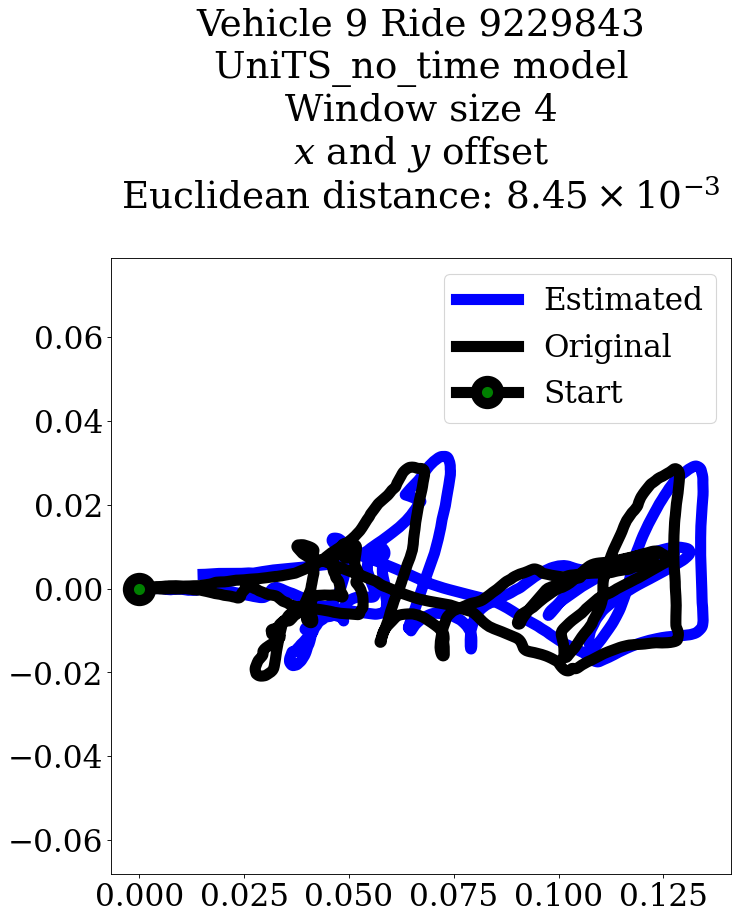 Vehicle 9 Ride 9229843
UniTS_no_time model
Window size 4
x and y offset
Euclidean distance: 8.45 × 10⁻³
Estimated
Original
Start
0.06
0.04
0.02
0.00
−0.02
−0.04
−0.06
0.000 0.025 0.050 0.075 0.100 0.125